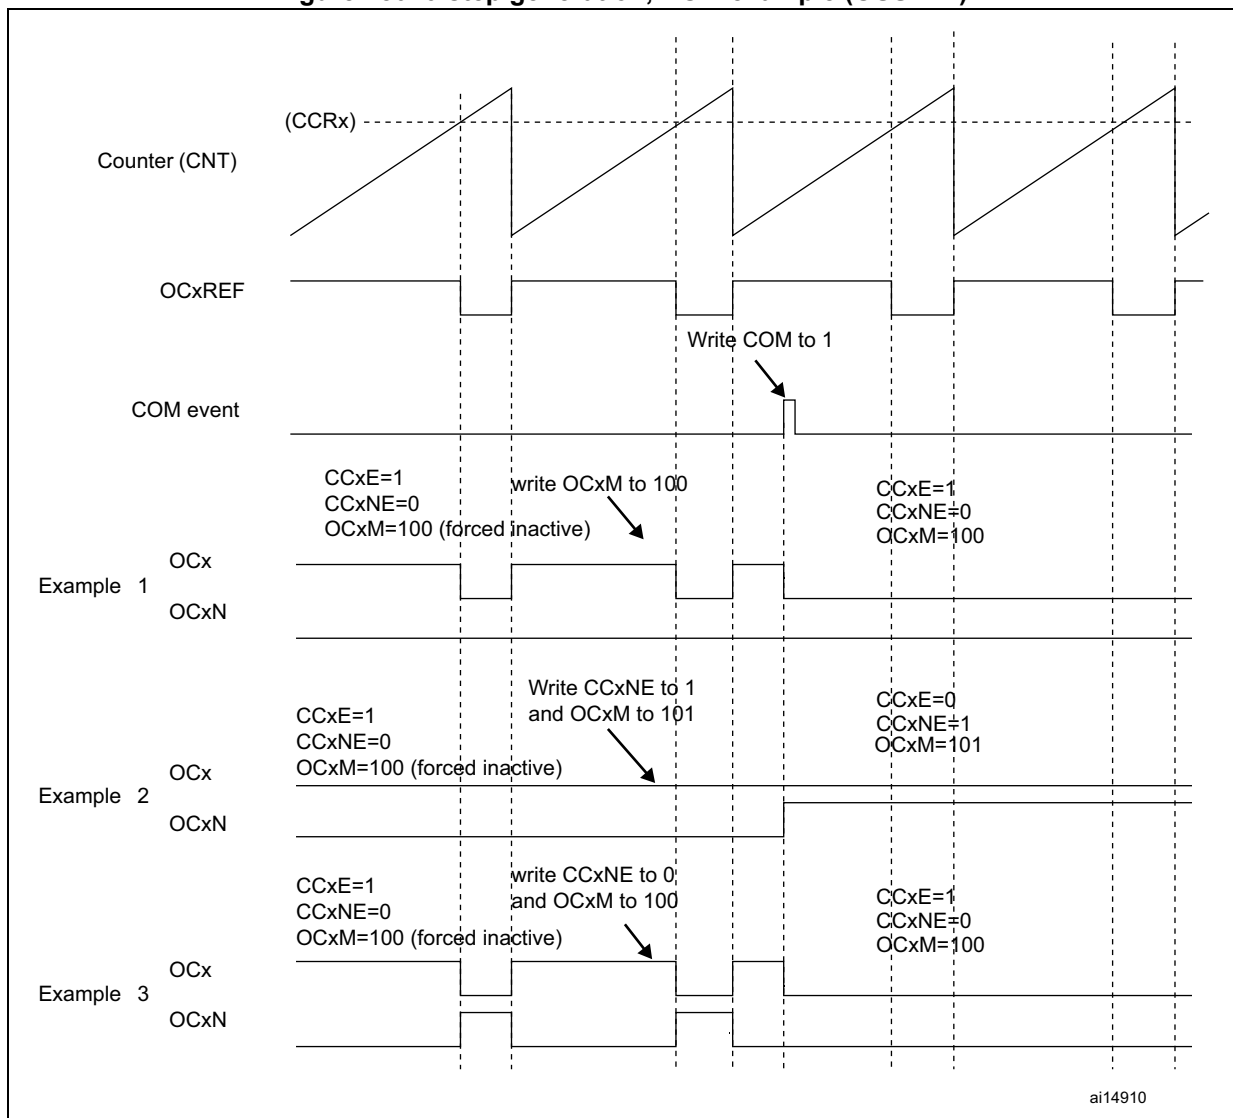 (CCRx)
Counter (CNT)
OCxREF
Write COM to 1
COM event
CCxE=1
CCxNE=0
OCxM=100 (forced inactive)
write OCxM to 100
CCxE=1
CCxNE=0
OCxM=100
OCx
Example 1
OCxN
Write CCxNE to 1
and OCxM to 101
CCxE=1
CCxNE=0
OCxM=100 (forced inactive)
CCxE=0
CCxNE=1
OCxM=101
OCx
Example 2
OCxN
write CCxNE to 0
and OCxM to 100
CCxE=1
CCxNE=0
OCxM=100 (forced inactive)
CCxE=1
CCxNE=0
OCxM=100
OCx
Example 3
OCxN
ai14910